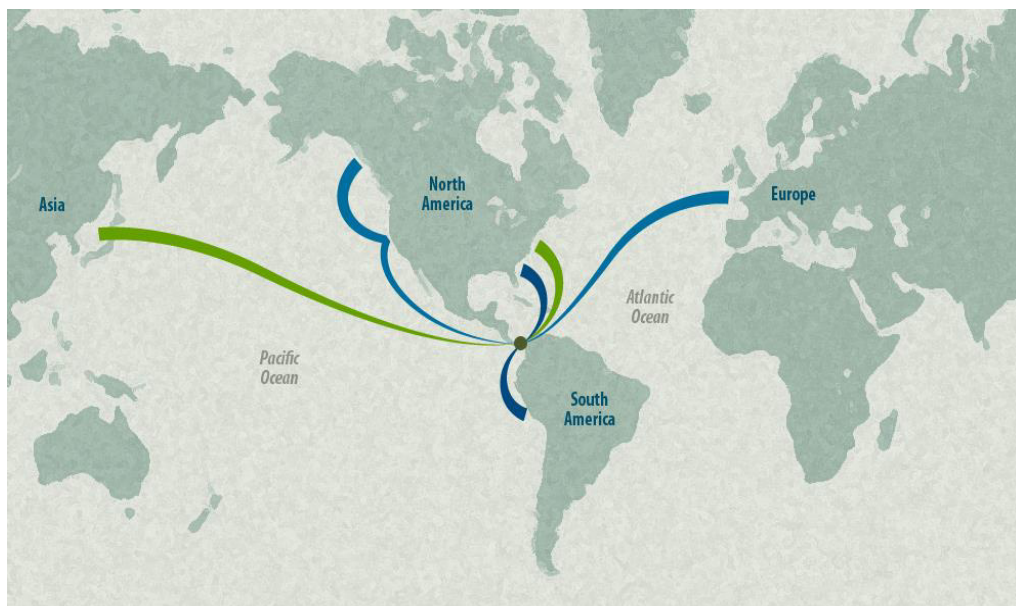 Asia
North
America
Europe
Atlantic
Ocean
Pacific
Ocean
South
America